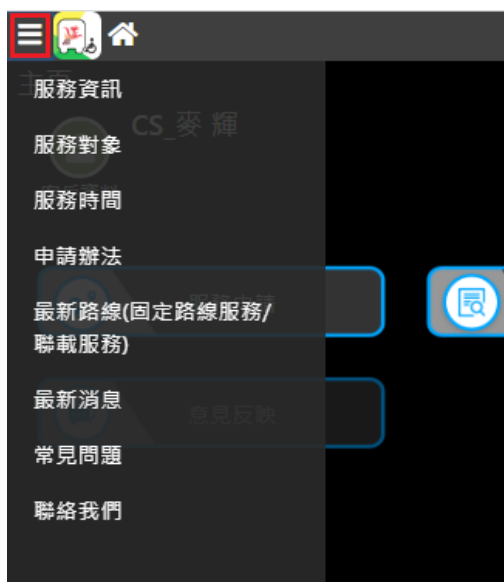 主頁
服務資訊
CS_麥 輝
服務對象
服務時間
申請辦法
最新路線(固定路線服務/
聯載服務)
最新消息
意見反映
常見問題
聯絡我們